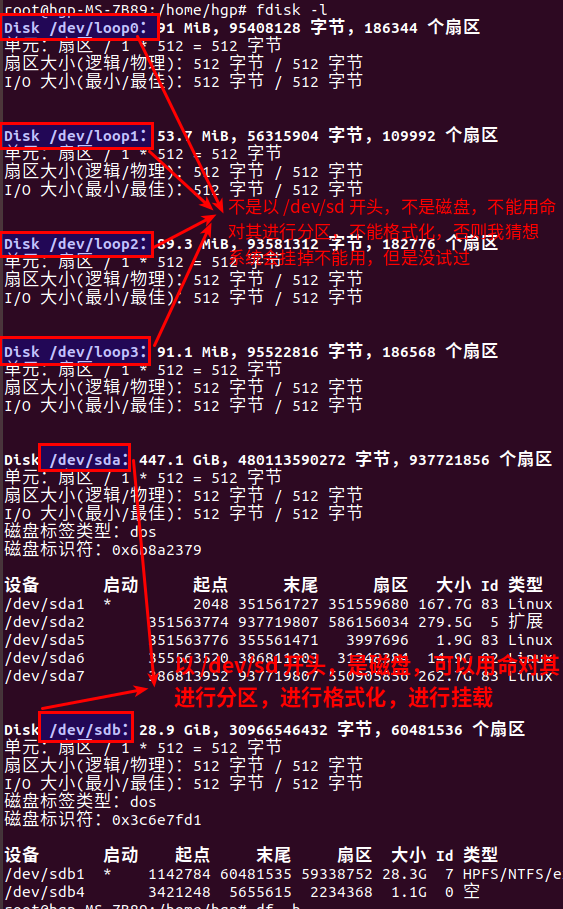 root@hgp-MS-7B89:/home/hgp# fdisk -l
Disk /dev/loop0：91 MiB，95408128 字节，186344 个扇区
单元：扇区 / 1 * 512 = 512 字节
扇区大小(逻辑/物理)：512 字节 / 512 字节
I/O 大小(最小/最佳)：512 字节 / 512 字节
Disk /dev/loop1：53.7 MiB，56315904 字节，109992 个扇区
单元：扇区 / 1 * 512 = 512 字节
扇区大小(逻辑/物理)：512 字节 / 512 字节
I/O 大小(最小/最佳)：512 字节 / 512 字节
不是以 /dev/sd 开头，不是磁盘，不能用命
对其进行分区，不能格式化，否则我猜想
系统会挂掉不能用，但是没试过
Disk /dev/loop2：89.3 MiB，93581312 字节，182776 个扇区
单元：扇区 / 1 * 512 = 512 字节
扇区大小(逻辑/物理)：512 字节 / 512 字节
I/O 大小(最小/最佳)：512 字节 / 512 字节
Disk /dev/loop3：91.1 MiB，95522816 字节，186568 个扇区
单元：扇区 / 1 * 512 = 512 字节
扇区大小(逻辑/物理)：512 字节 / 512 字节
I/O 大小(最小/最佳)：512 字节 / 512 字节
Disk /dev/sda：447.1 GiB，480113590272 字节，937721856 个扇区
单元：扇区 / 1 * 512 = 512 字节
扇区大小(逻辑/物理)：512 字节 / 512 字节
I/O 大小(最小/最佳)：512 字节 / 512 字节
磁盘标签类型：dos
磁盘标识符：0x6b8a2379
设备 启动 起点 末尾 扇区 大小 Id 类型
/dev/sda1 * 2048 351561727 351559680 167.7G 83 Linux
/dev/sda2 351563774 937719807 586156034 279.5G 5 扩展
/dev/sda5 351563776 355561471 3997696 1.9G 83 Linux
/dev/sda6 355563520 386811903 31248384 14.9G Linux
/dev/sda7 386813952 937719807 550905856 262.7G 83 Linux
以 /dev/sd 开头，是磁盘，可以用命对其
进行分区，进行格式化，进行挂载
Disk /dev/sdb：28.9 GiB，30966546432 字节，60481536 个扇区
单元：扇区 / 1 * 512 = 512 字节
扇区大小(逻辑/物理)：512 字节 / 512 字节
I/O 大小(最小/最佳)：512 字节 / 512 字节
磁盘标签类型：dos
磁盘标识符：0x3c6e7fd1
设备 启动 起点 末尾 扇区 大小 Id 类型
/dev/sdb1 * 1142784 60481535 59338752 28.3G 7 HPFS/NTFS/e
/dev/sdb4 3421248 5655615 2234368 1.1G 0 空
root@hgp-MS-7B89:/home/hgp# df -h